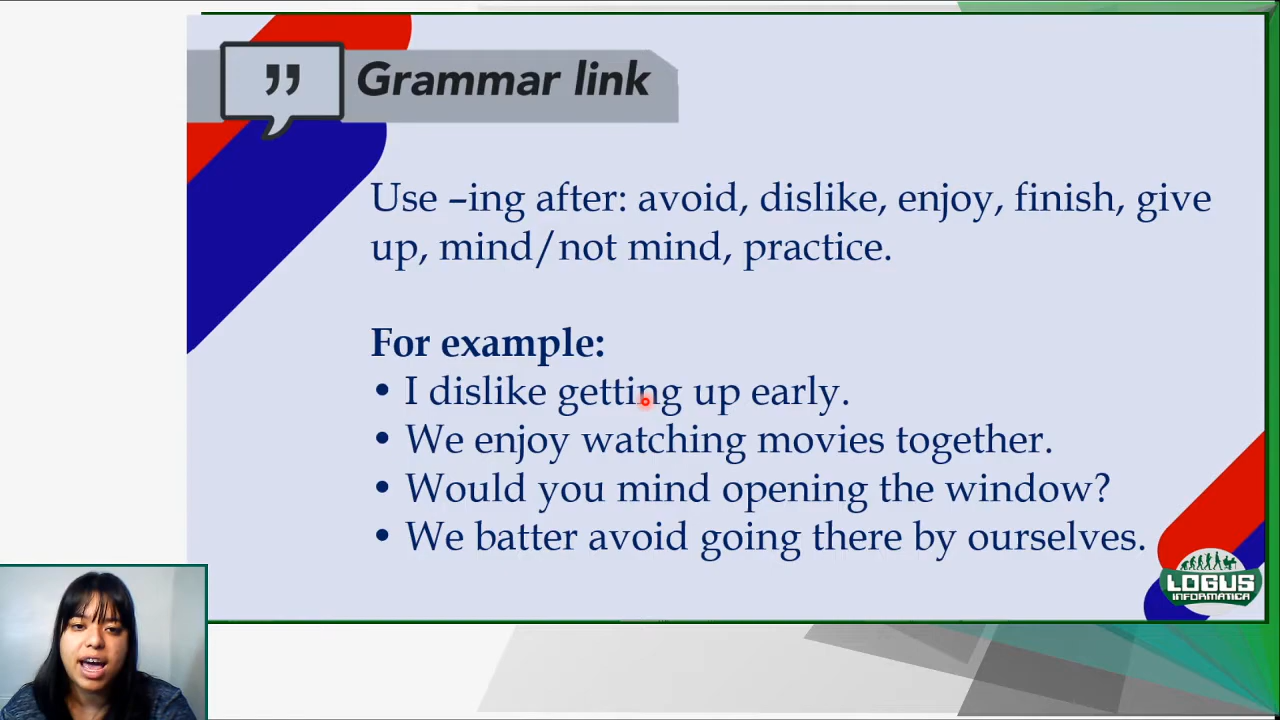 ” Grammar link
Use –ing after: avoid, dislike, enjoy, finish, give
up, mind/not mind, practice.
For example:
• I dislike getting up early.
• We enjoy watching movies together.
• Would you mind opening the window?
• We batter avoid going there by ourselves.
LOGUS
INFORMATICA